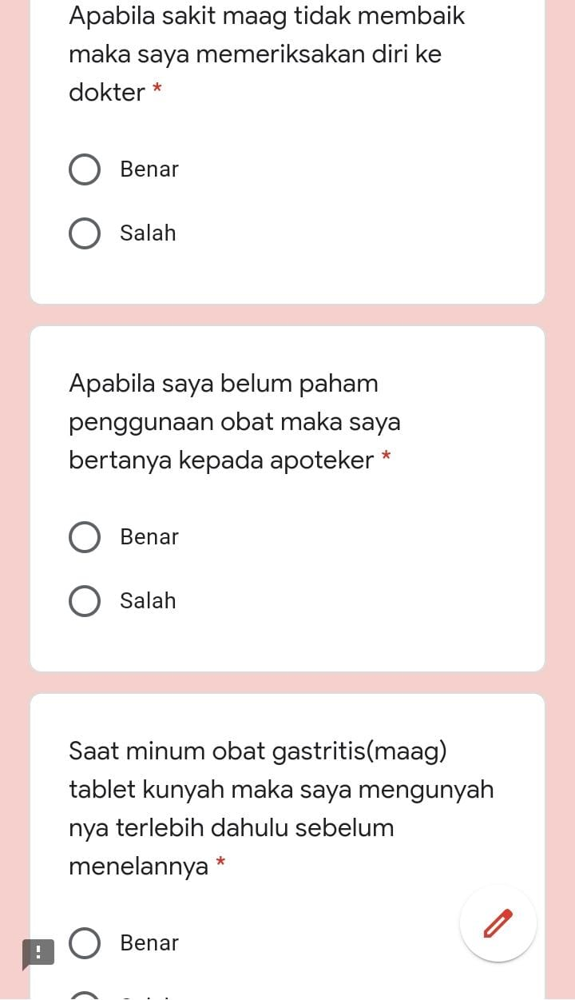 Apabila sakit maag tidak membaik
maka saya memeriksakan diri ke
dokter *
Benar
Salah
Apabila saya belum paham
penggunaan obat maka saya
bertanya kepada apoteker *
Benar
Salah
Saat minum obat gastritis(maag)
tablet kunyah maka saya mengunyah
nya terlebih dahulu sebelum
menelannya *
Benar